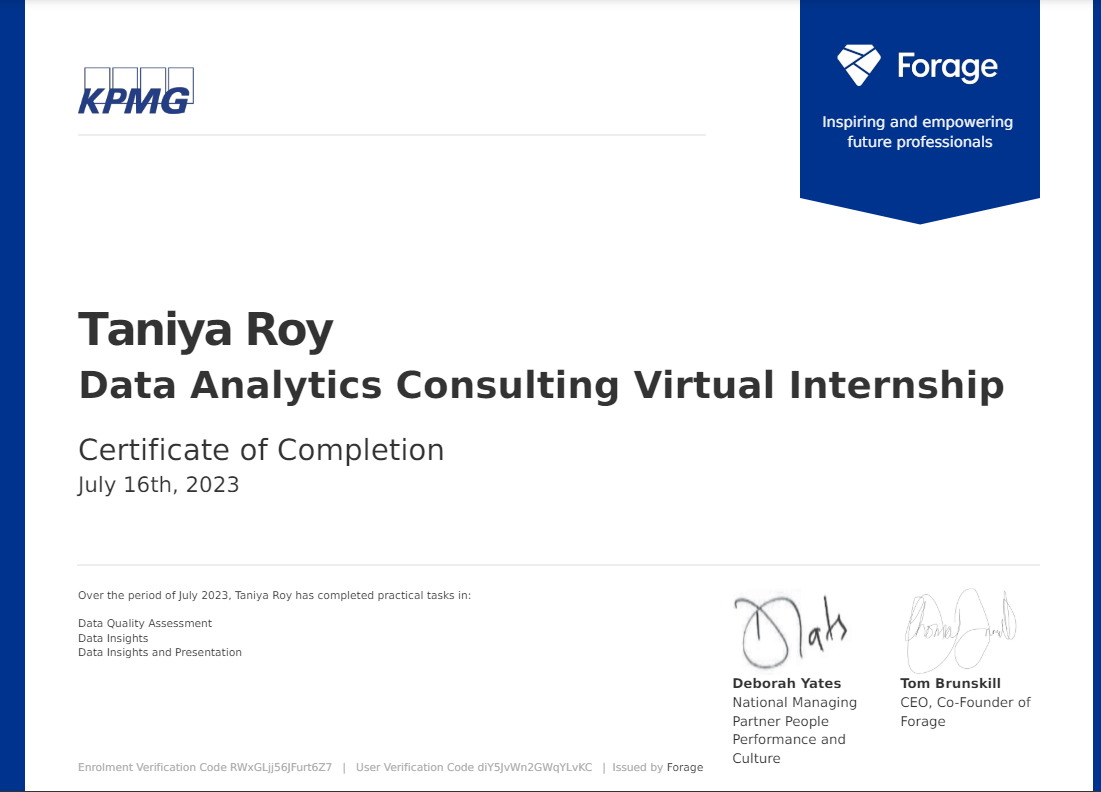 KPMG
Forage
Inspiring and empowering
future professionals
Taniya Roy
Data Analytics Consulting Virtual Internship
Certificate of Completion
July 16th, 2023
Over the period of July 2023, Taniya Roy has completed practical tasks in:
Data Quality Assessment
Data Insights
Data Insights and Presentation
Deborah Yates
National Managing
Partner People
Performance and
Culture
Tom Brunskill
CEO, Co-Founder of
Forage
Enrolment Verification Code RWxGLjj56JFurt6Z7 | User Verification Code diY5JvWn2GWqYLvKC | Issued by Forage